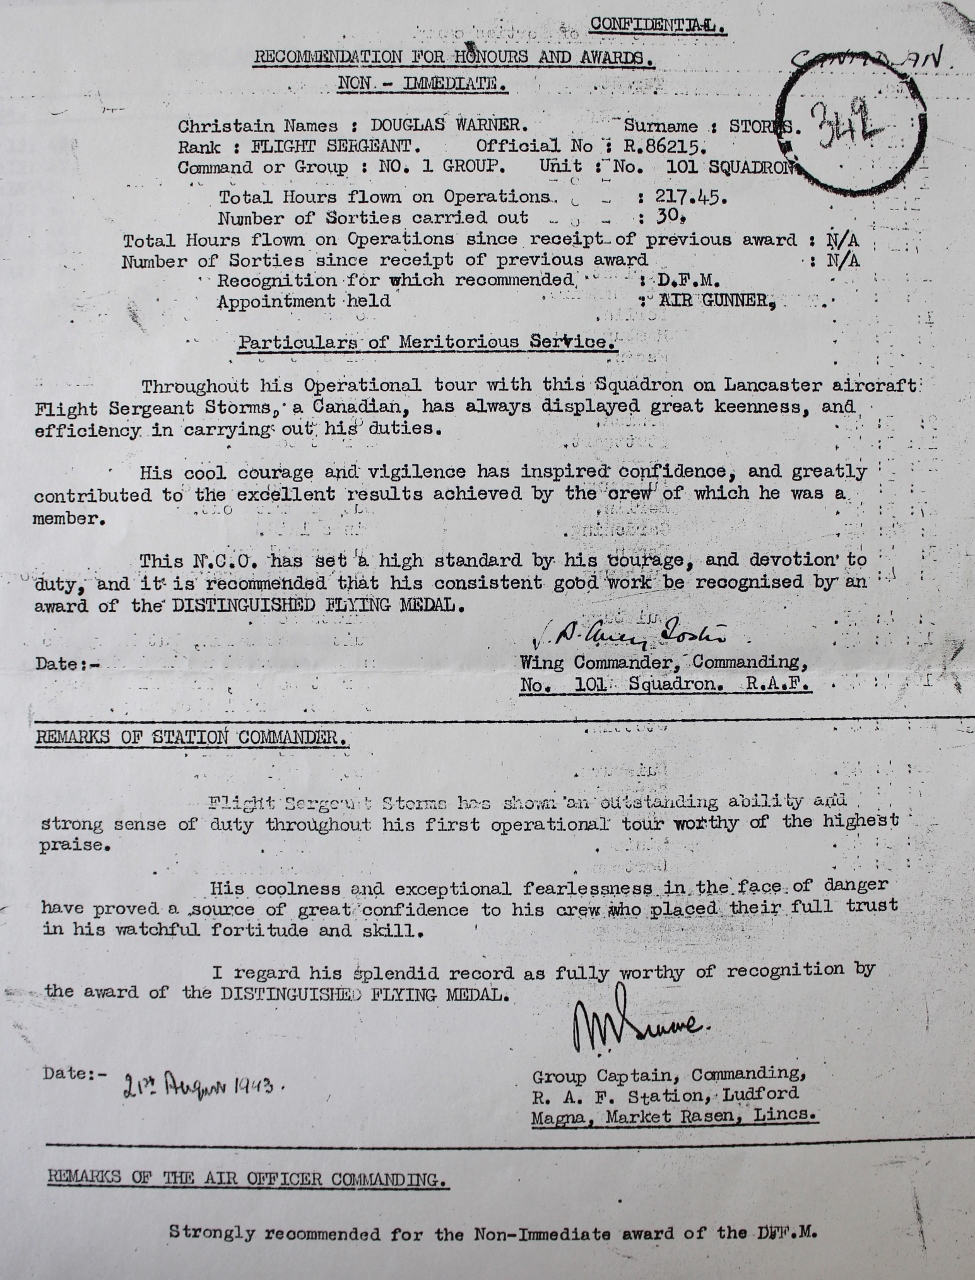 CONFIDENTIAL.
RECOMMENDATION FOR HONOURS AND AWARDS.
CANADIAN.
NON - IMMEDIATE.
342
Christain Names : DOUGLAS WARNER. Surname : STORMS.
Rank : FLIGHT SERGEANT. Official No : R.86215.
Command or Group : NO. 1 GROUP. Unit : No. 101 SQUADRON
Total Hours flown on Operations. : 217.45.
Number of Sorties carried out : 30.
Total Hours flown on Operations since receipt of previous award : N/A
Number of Sorties since receipt of previous award : N/A
Recognition for which recommended : D.F.M.
Appointment held : AIR GUNNER,
Particulars of Meritorious Service.
Throughout his Operational tour with this Squadron on Lancaster aircraft
Flight Sergeant Storms, a Canadian, has always displayed great keenness, and
efficiency in carrying out his duties.
His cool courage and vigilence has inspired confidence, and greatly
contributed to the excellent results achieved by the crew of which he was a
member.
This N.C.O. has set a high standard by his courage, and devotion to
duty, and it is recommended that his consistent good work be recognised by an
award of the DISTINGUISHED FLYING MEDAL.
Date:-
Wing Commander, Commanding,
No. 101 Squadron. R.A.F.
REMARKS OF STATION COMMANDER.
Flight Sergeant Storms has shown an outstanding ability and
strong sense of duty throughout his first operational tour worthy of the highest
praise.
His coolness and exceptional fearlessness in the face of danger
have proved a source of great confidence to his crew who placed their full trust
in his watchful fortitude and skill.
I regard his splendid record as fully worthy of recognition by
the award of the DISTINGUISHED FLYING MEDAL.
Date:- 21st August 1943.
Group Captain, Commanding,
R. A. F. Station, Ludford
Magna, Market Rasen, Lincs.
REMARKS OF THE AIR OFFICER COMMANDING.
Strongly recommended for the Non-Immediate award of the D.F.M.